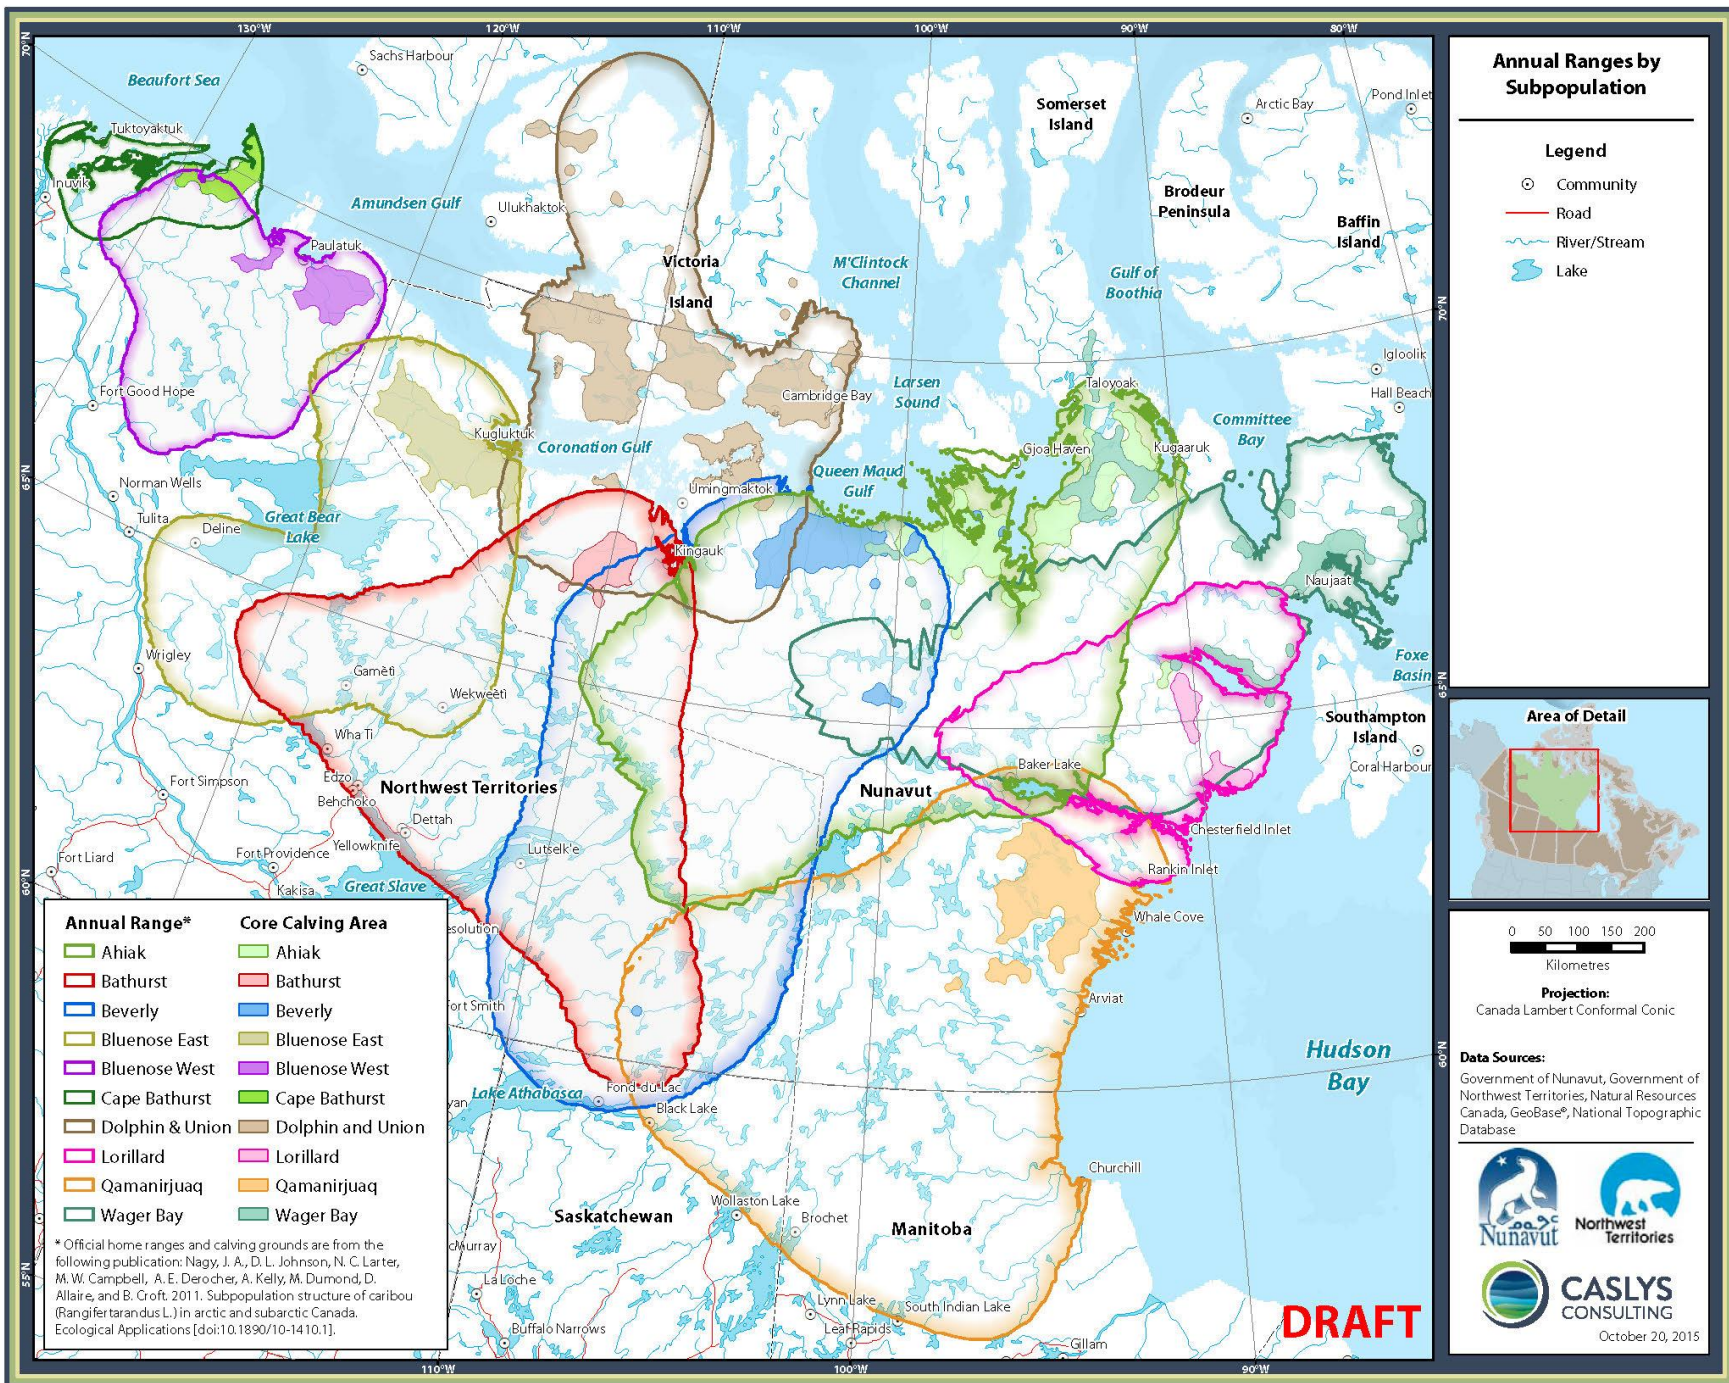 130°W
120°W
110°W
100°W
90°W
80°W
70°N
65°N
60°N
55°N
70°N
65°N
60°N
110°W
100°W
90°W
Beaufort Sea
Sachs Harbour
Tuktoyaktuk
Inuvik
Amundsen Gulf
Ulukhaktok
Paulatuk
Somerset
Island
Arctic Bay
Pond Inlet
Brodeur
Peninsula
Baffin
Island
Victoria
Island
M'Clintock
Channel
Gulf of
Boothia
Igloolik
Hall Beach
Fort Good Hope
Kugluktuk
Coronation Gulf
Cambridge Bay
Larsen
Sound
Taloyoak
Committee
Bay
Gjoa Haven
Kugaaruk
Norman Wells
Tulita
Deline
Great Bear
Lake
Umingmaktok
Queen Maud
Gulf
Kingauk
Naujaat
Wrigley
Gamètì
Wekweètì
Foxe
Basin
Wha Ti
Southampton
Island
Coral Harbour
Fort Simpson
Edzo
Behchoko
Northwest Territories
Nunavut
Baker Lake
Dettah
Yellowknife
Lutselk'e
Chesterfield Inlet
Fort Liard
Fort Providence
Kakisa
Great Slave
Rankin Inlet
Whale Cove
esolution
Fort Smith
Arviat
Hudson
Bay
Lake Athabasca
Fond du Lac
Black Lake
yan
Churchill
Wollaston Lake
Brochet
Saskatchewan
Manitoba
cMurray
La Loche
Buffalo Narrows
Lynn Lake
Leaf Rapids
South Indian Lake
Gillam
DRAFT
Annual Range*
Core Calving Area
Ahiak
Ahiak
Bathurst
Bathurst
Beverly
Beverly
Bluenose East
Bluenose East
Bluenose West
Bluenose West
Cape Bathurst
Cape Bathurst
Dolphin & Union
Dolphin and Union
Lorillard
Lorillard
Qamanirjuaq
Qamanirjuaq
Wager Bay
Wager Bay
* Official home ranges and calving grounds are from the
following publication: Nagy, J. A., D. L. Johnson, N. C. Larter,
M. W. Campbell, A. E. Derocher, A. Kelly, M. Dumond, D.
Allaire, and B. Croft. 2011. Subpopulation structure of caribou
(Rangifer tarandus L.) in arctic and subarctic Canada.
Ecological Applications [doi:10.1890/10-1410.1].
Annual Ranges by
Subpopulation
Legend
Community
Road
River/Stream
Lake
Area of Detail
0 50 100 150 200
Kilometres
Projection:
Canada Lambert Conformal Conic
Data Sources:
Government of Nunavut, Government of
Northwest Territories, Natural Resources
Canada, GeoBase®, National Topographic
Database
ᓄᓇᕗᑦ
Nunavut
Northwest
Territories
CASLYS
CONSULTING
October 20, 2015